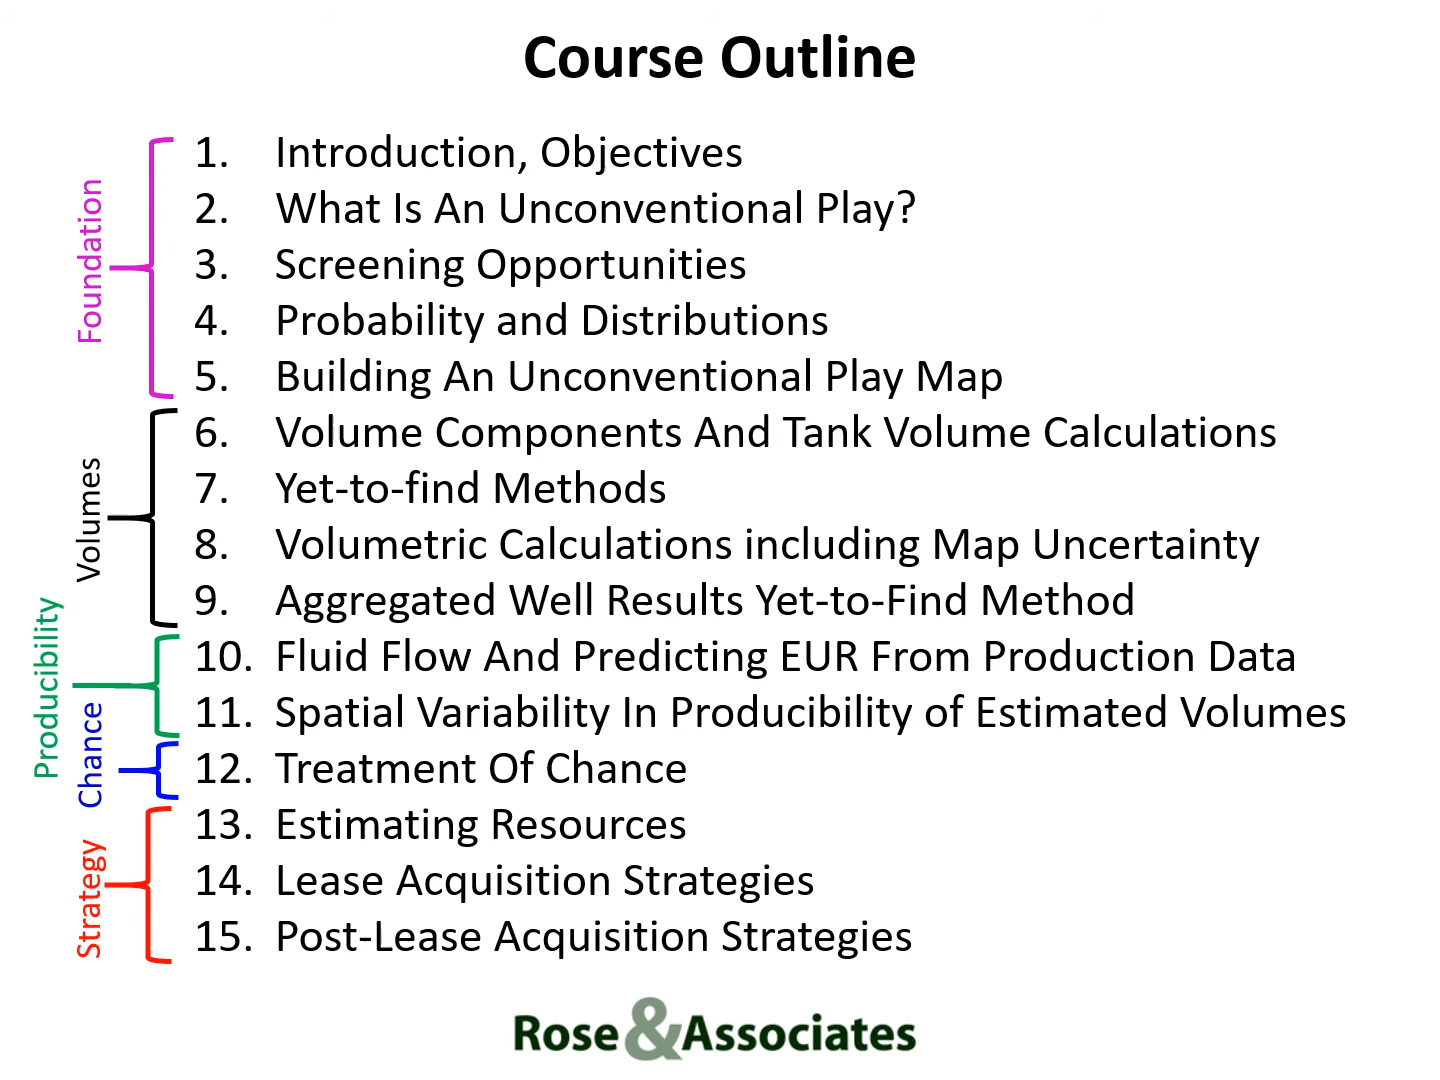 Course Outline
Foundation
1. Introduction, Objectives
2. What Is An Unconventional Play?
3. Screening Opportunities
4. Probability and Distributions
5. Building An Unconventional Play Map
Volumes
6. Volume Components And Tank Volume Calculations
7. Yet-to-find Methods
8. Volumetric Calculations including Map Uncertainty
9. Aggregated Well Results Yet-to-Find Method
Producibility
10. Fluid Flow And Predicting EUR From Production Data
11. Spatial Variability In Producibility of Estimated Volumes
Chance
12. Treatment Of Chance
Strategy
13. Estimating Resources
14. Lease Acquisition Strategies
15. Post-Lease Acquisition Strategies
Rose&Associates